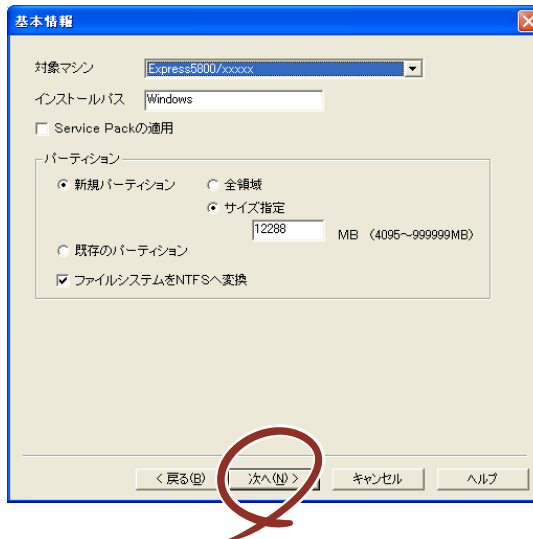 基本情報
対象マシン Express5800/xxxxx
インストールパス Windows
Service Packの適用
パーティション
新規パーティション 全領域
サイズ指定
12288 MB (4095~999999MB)
既存のパーティション
ファイルシステムをNTFSへ変換
< 戻る(B) 次へ(N) > キャンセル ヘルプ